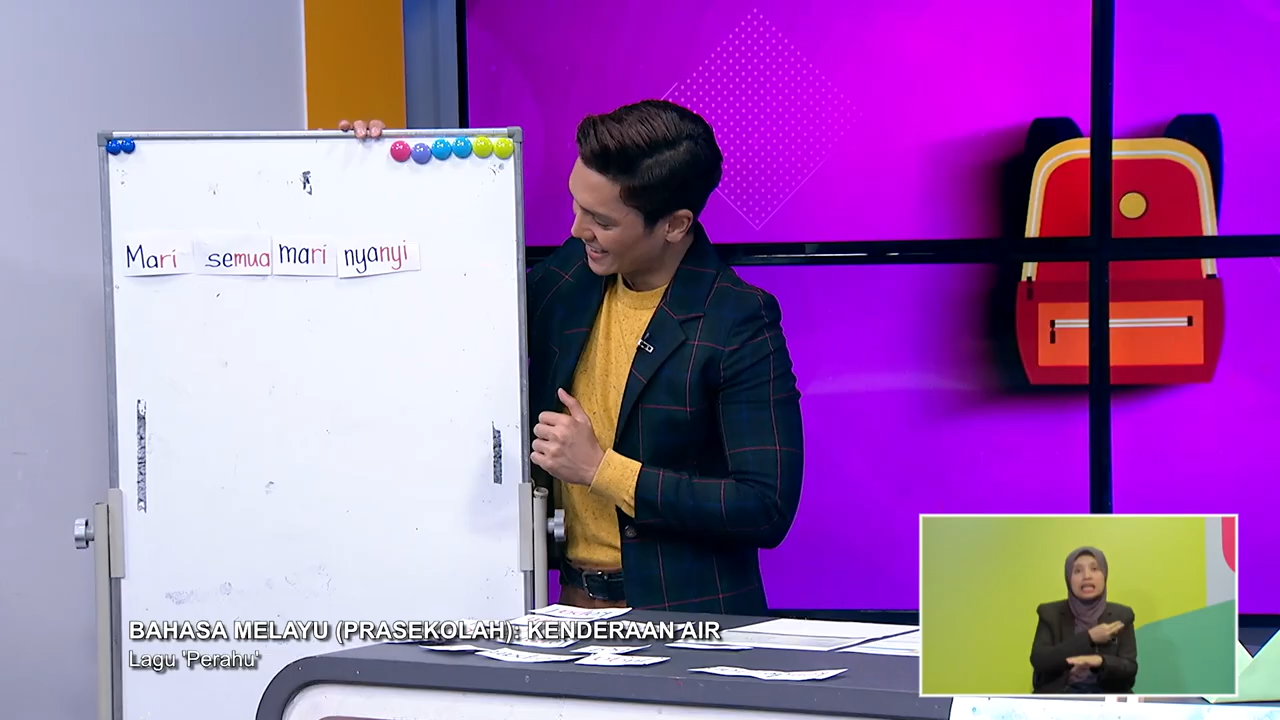 Mari semua mari nyanyi
BAHASA MELAYU (PRASEKOLAH): KENDERAAN AIR
Lagu 'Perahu'